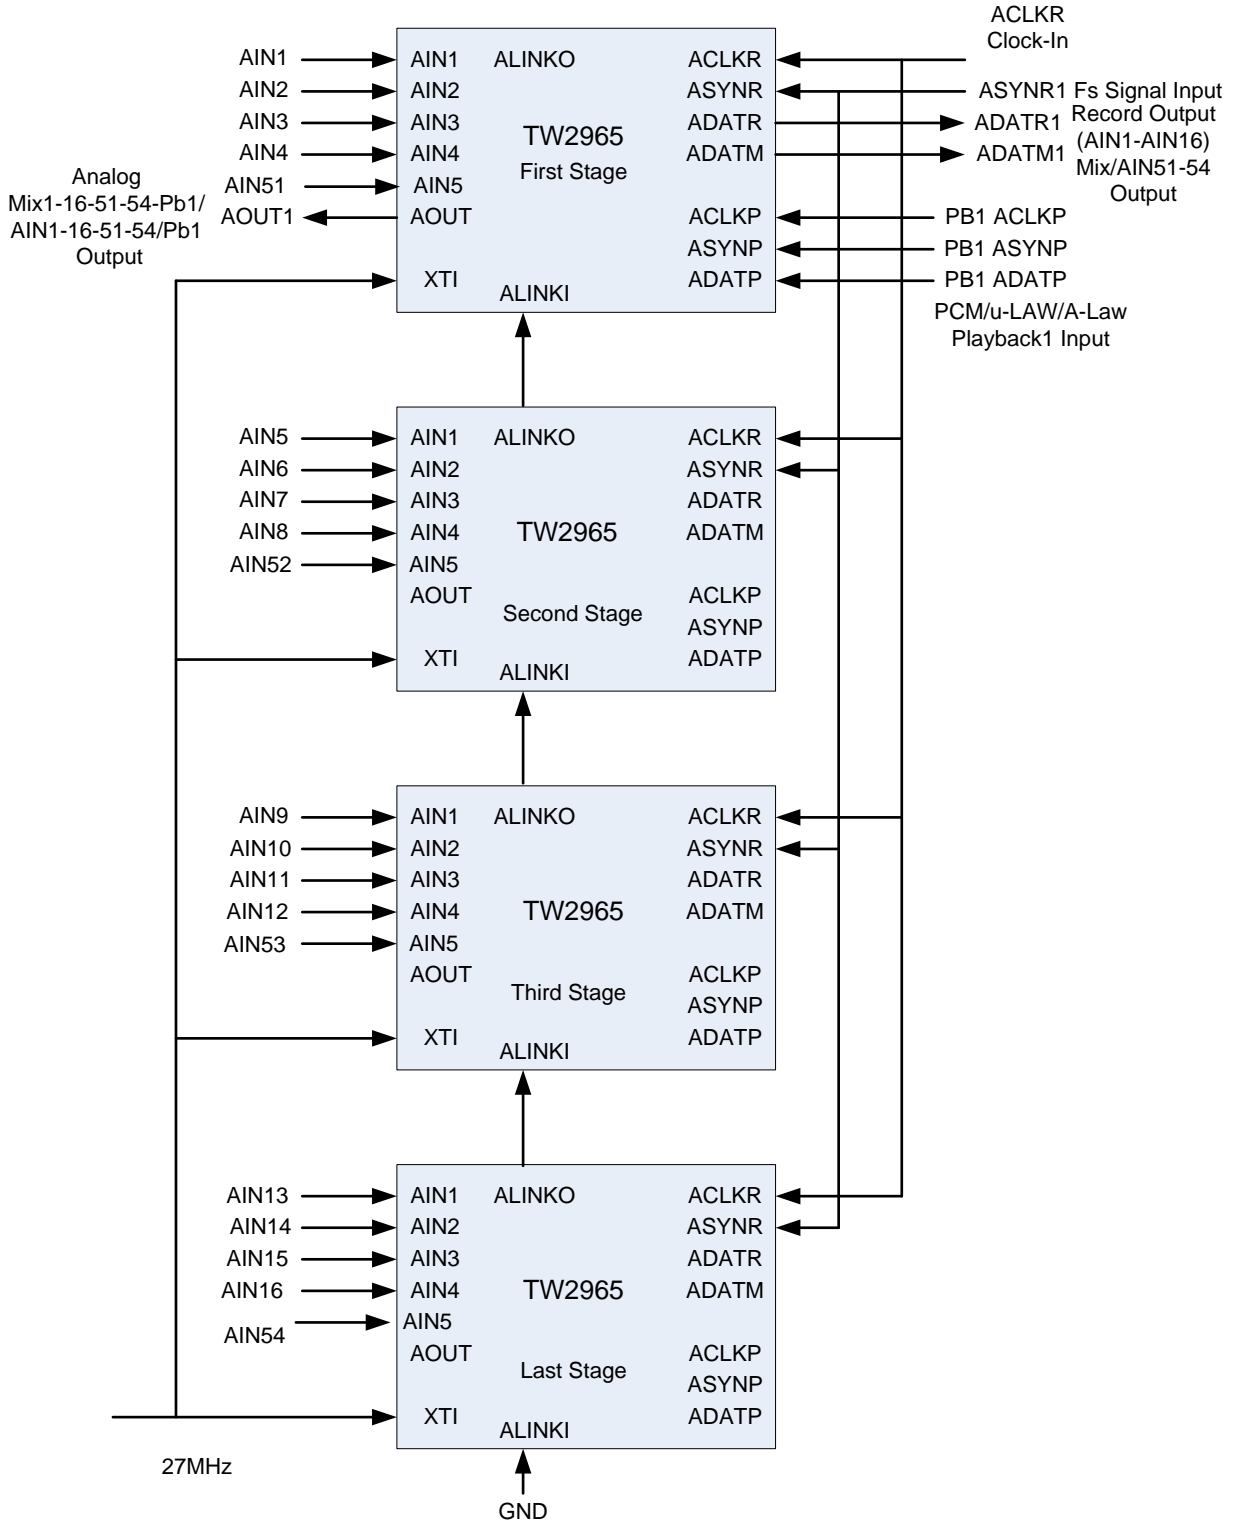 ACLKR
Clock-In
AIN1 AIN1 ALINKO ACLKR
AIN2 AIN2 ASYNR ASYNR1 Fs Signal Input
AIN3 AIN3 ADATR ADATR1 Record Output
TW2965
(AIN1-AIN16)
AIN4 AIN4 ADATM ADATM1 Mix/AIN51-54
First Stage
Output
Analog
Mix1-16-51-54-Pb1/
AIN1-16-51-54/Pb1
Output
AIN51 AIN5
AOUT1 AOUT ACLKP PB1 ACLKP
ASYNP PB1 ASYNP
XTI ADATP PB1 ADATP
ALINKI
PCM/u-LAW/A-Law
Playback1 Input
AIN5 AIN1 ALINKO ACLKR
AIN6 AIN2 ASYNR
AIN7 AIN3 ADATR
AIN8 AIN4 TW2965 ADATM
AIN52 AIN5
AOUT ACLKP
Second Stage
ASYNP
XTI ADATP
ALINKI
AIN9 AIN1 ALINKO ACLKR
AIN10 AIN2 ASYNR
AIN11 AIN3 ADATR
AIN12 AIN4 TW2965 ADATM
AIN53 AIN5
AOUT ACLKP
Third Stage
ASYNP
XTI ADATP
ALINKI
AIN13 AIN1 ALINKO ACLKR
AIN14 AIN2 ASYNR
AIN15 AIN3 ADATR
AIN16 AIN4 TW2965 ADATM
AIN54 AIN5
AOUT ACLKP
Last Stage
ASYNP
XTI ADATP
ALINKI
27MHz
GND